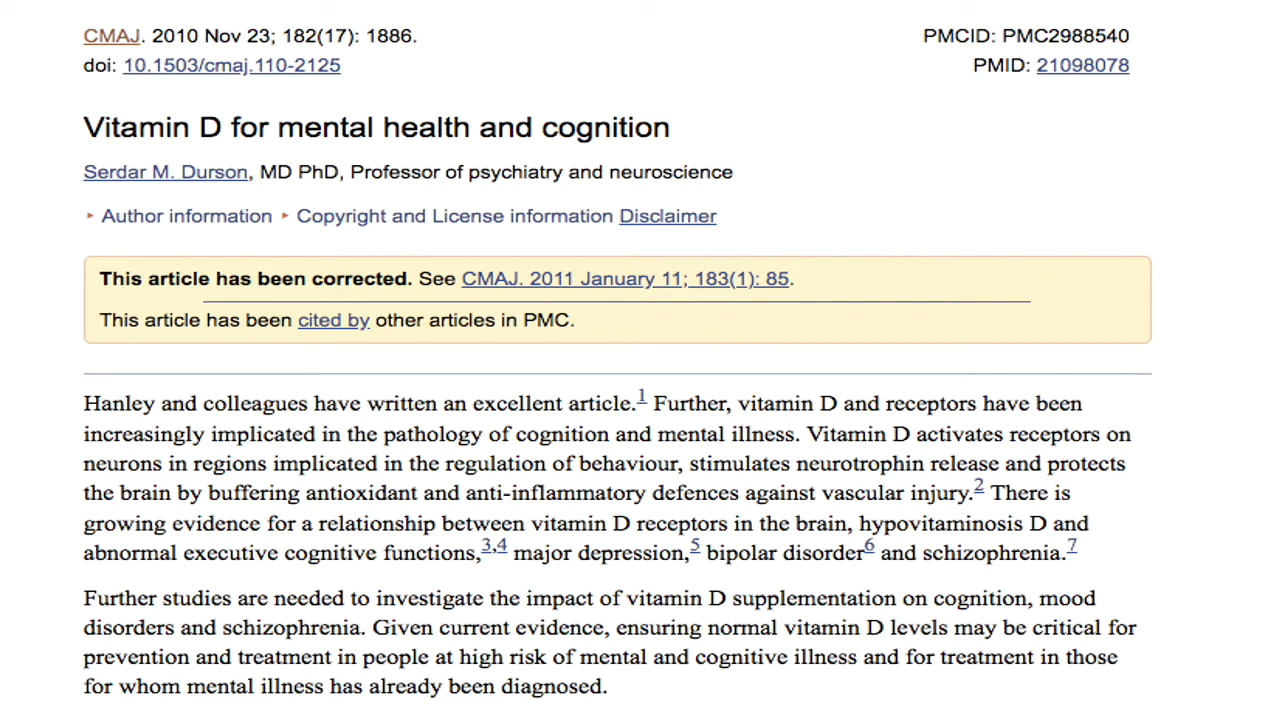 CMAJ. 2010 Nov 23; 182(17): 1886.
PMCID: PMC2988540
doi: 10.1503/cmaj.110-2125
PMID: 21098078
Vitamin D for mental health and cognition
Serdar M. Durson, MD PhD, Professor of psychiatry and neuroscience
▸ Author information ▸ Copyright and License information Disclaimer
This article has been corrected. See CMAJ. 2011 January 11; 183(1): 85.
This article has been cited by other articles in PMC.
Hanley and colleagues have written an excellent article.1 Further, vitamin D and receptors have been
increasingly implicated in the pathology of cognition and mental illness. Vitamin D activates receptors on
neurons in regions implicated in the regulation of behaviour, stimulates neurotrophin release and protects
the brain by buffering antioxidant and anti-inflammatory defences against vascular injury.2 There is
growing evidence for a relationship between vitamin D receptors in the brain, hypovitaminosis D and
abnormal executive cognitive functions,3,4 major depression,5 bipolar disorder6 and schizophrenia.7
Further studies are needed to investigate the impact of vitamin D supplementation on cognition, mood
disorders and schizophrenia. Given current evidence, ensuring normal vitamin D levels may be critical for
prevention and treatment in people at high risk of mental and cognitive illness and for treatment in those
for whom mental illness has already been diagnosed.